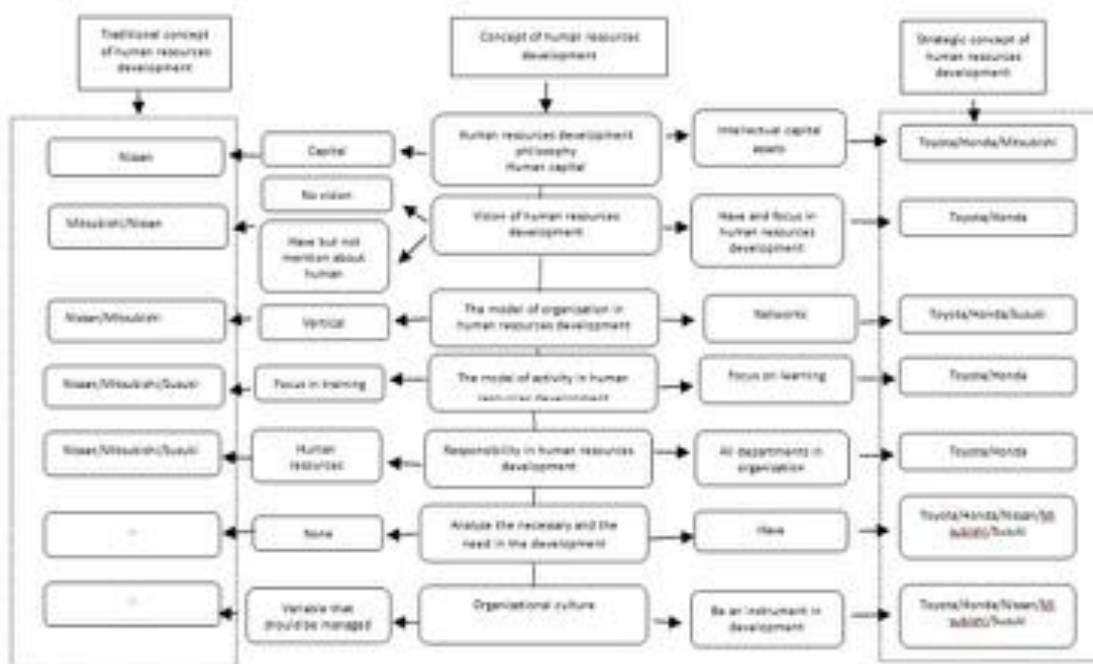 Traditional concept
of human resources
development
Concept of human resources
development
Strategic concept of
human resources
development
Nissan
Capital
Human resources development
philosophy
Human capital
Intellectual capital
assets
Toyota/Honda/Mitsubishi
No vision
Mitsubishi/Nissan
Have but not
mention about
human
Vision of human resources
development
Have and focus in
human resources
development
Toyota/Honda
Nissan/Mitsubishi
Vertical
The model of organisation in
human resources development
Networks
Toyota/Honda/Suzuki
Nissan/Mitsubishi/Suzuki
Focus in training
The model of activity in human
resources development
Focus on learning
Toyota/Honda
Nissan/Mitsubishi/Suzuki
Human
resources
Responsibility in human resources
development
All departments in
organisation
Toyota/Honda
-
None
Analyze the necessary and the
need in the development
Have
Toyota/Honda/Nissan/Mit
subishi/Suzuki
-
Variable that
should be managed
Organisational culture
Be an instrument in
development
Toyota/Honda/Nissan/Mit
subishi/Suzuki